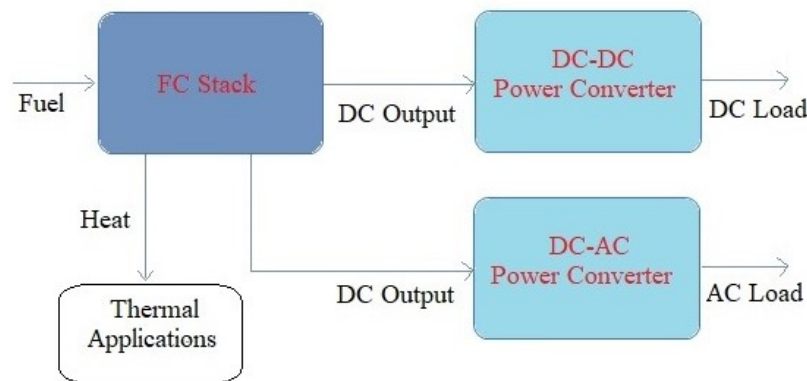 Fuel
FC Stack
DC Output
DC-DC
Power Converter
DC Load
Heat
Thermal
Applications
DC Output
DC-AC
Power Converter
AC Load